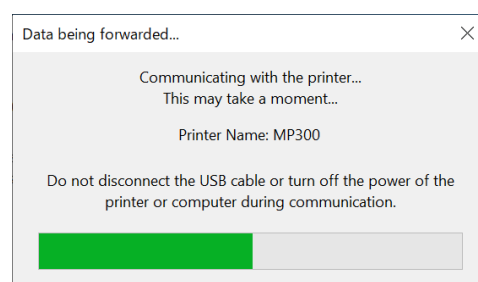 Data being forwarded...
Communicating with the printer...
This may take a moment...
Printer Name: MP300
Do not disconnect the USB cable or turn off the power of the
printer or computer during communication.